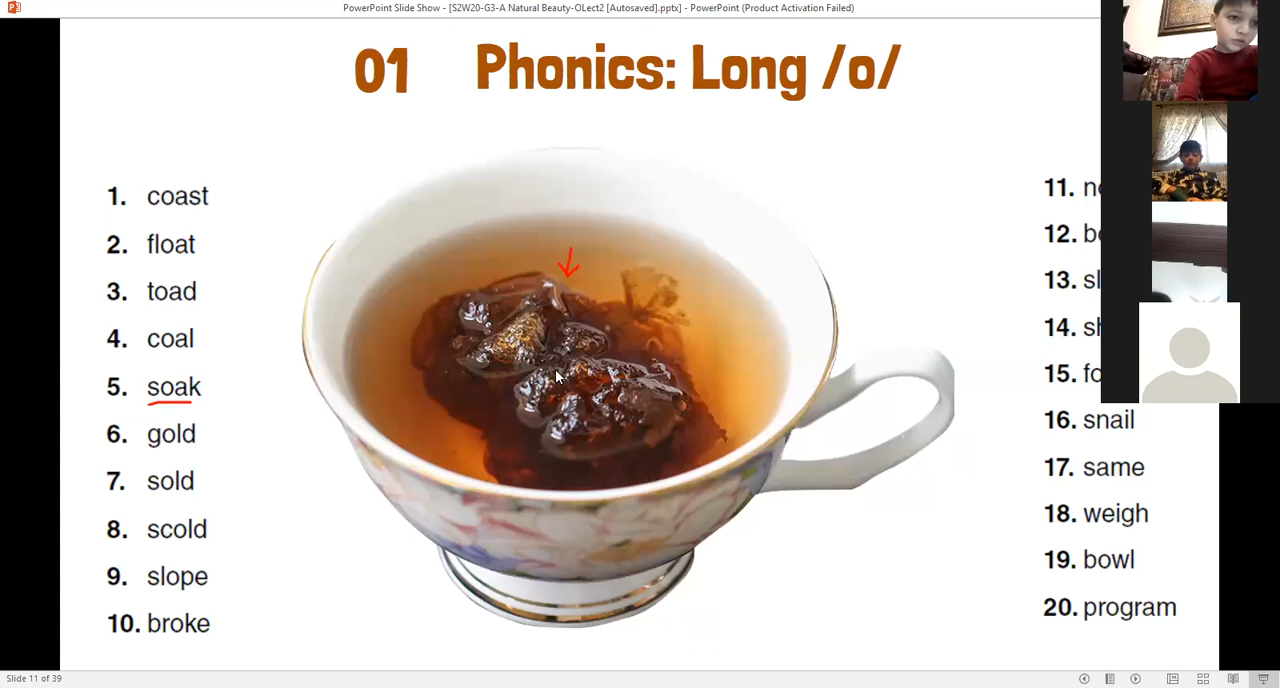 PowerPoint Slide Show - [S2W20-G3-A Natural Beauty-OLect2 [Autosaved].pptx] - PowerPoint (Product Activation Failed)
01 Phonics: Long /o/
1. coast
2. float
3. toad
4. coal
5. soak
6. gold
7. sold
8. scold
9. slope
10. broke
11.
12.
13.
14.
15.
16. snail
17. same
18. weigh
19. bowl
20. program
Slide 11 of 39